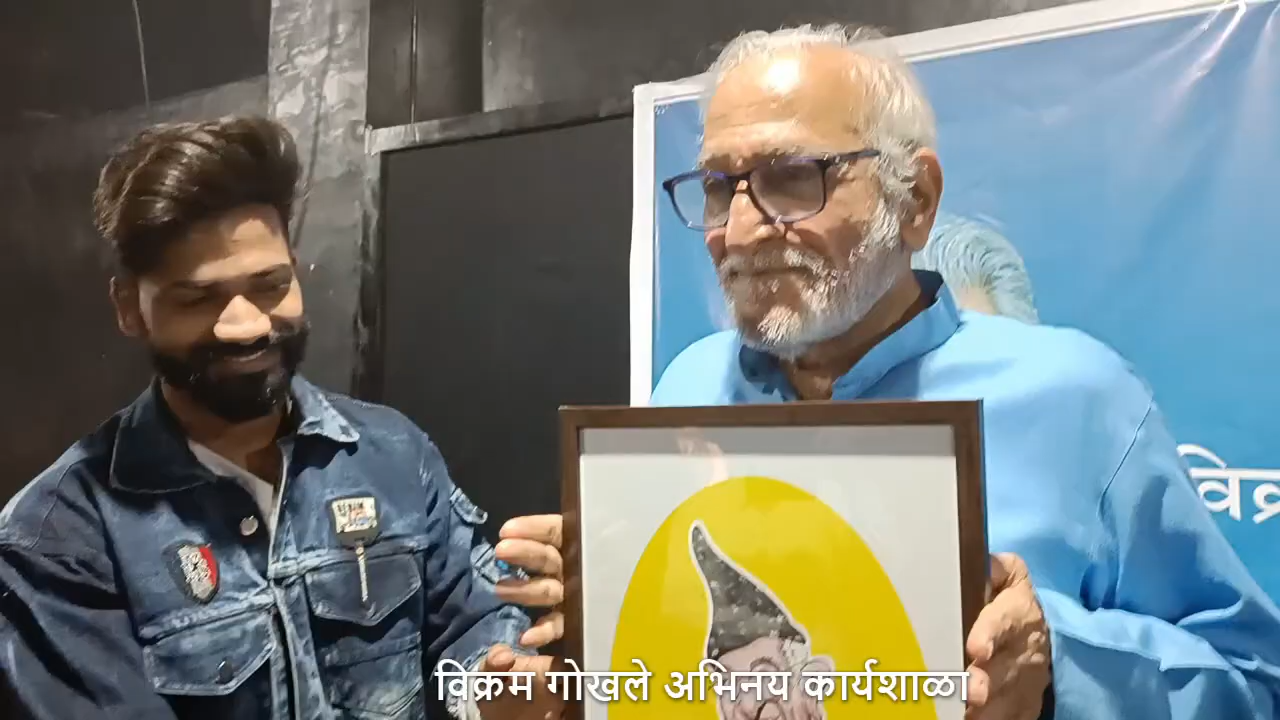 विक्र
विक्रम गोखले अभिनय कार्यशाळा